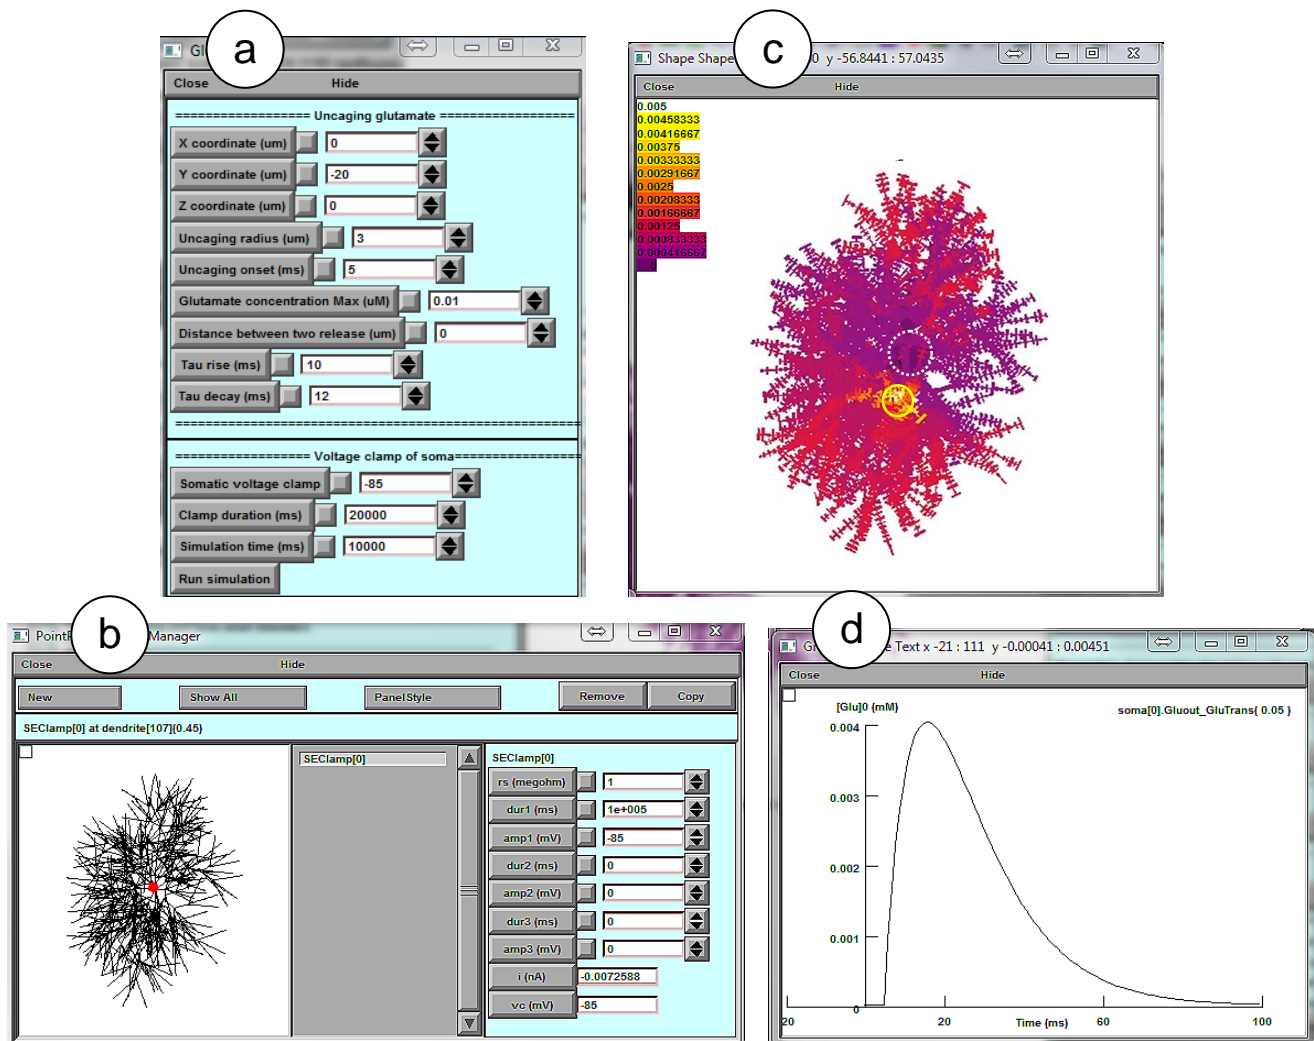 a
Gl
Close Hide
================== Uncaging glutamate ==================
X coordinate (um) 0
Y coordinate (um) -20
Z coordinate (um) 0
Uncaging radius (um) 3
Uncaging onset (ms) 5
Glutamate concentration Max (uM) 0.01
Distance between two release (um) 0
Tau rise (ms) 10
Tau decay (ms) 12
================== Voltage clamp of soma==================
Somatic voltage clamp -85
Clamp duration (ms) 20000
Simulation time (ms) 10000
Run simulation
c
Shape Shape 0 y -56.8441 : 57.0435
Close Hide
0.005
0.00458333
0.00416667
0.00375
0.00333333
0.00291667
0.0025
0.00208333
0.00166667
0.00125
0.000833333
0.000416667
0
b
PointP Manager
Close Hide
New Show All PanelStyle Remove Copy
SEClamp[0] at dendrite[107](0.45)
SEClamp[0]
SEClamp[0]
rs (megohm) 1
dur1 (ms) 1e+005
amp1 (mV) -85
dur2 (ms) 0
amp2 (mV) 0
dur3 (ms) 0
amp3 (mV) 0
i (nA) -0.0072588
vc (mV) -85
d
G e Text x -21 : 111 y -0.00041 : 0.00451
Close Hide
[Glu]0 (mM)
soma[0].Gluout_GluTrans( 0.05 )
0.004
0.003
0.002
0.001
0
20 20 60 100
Time (ms)